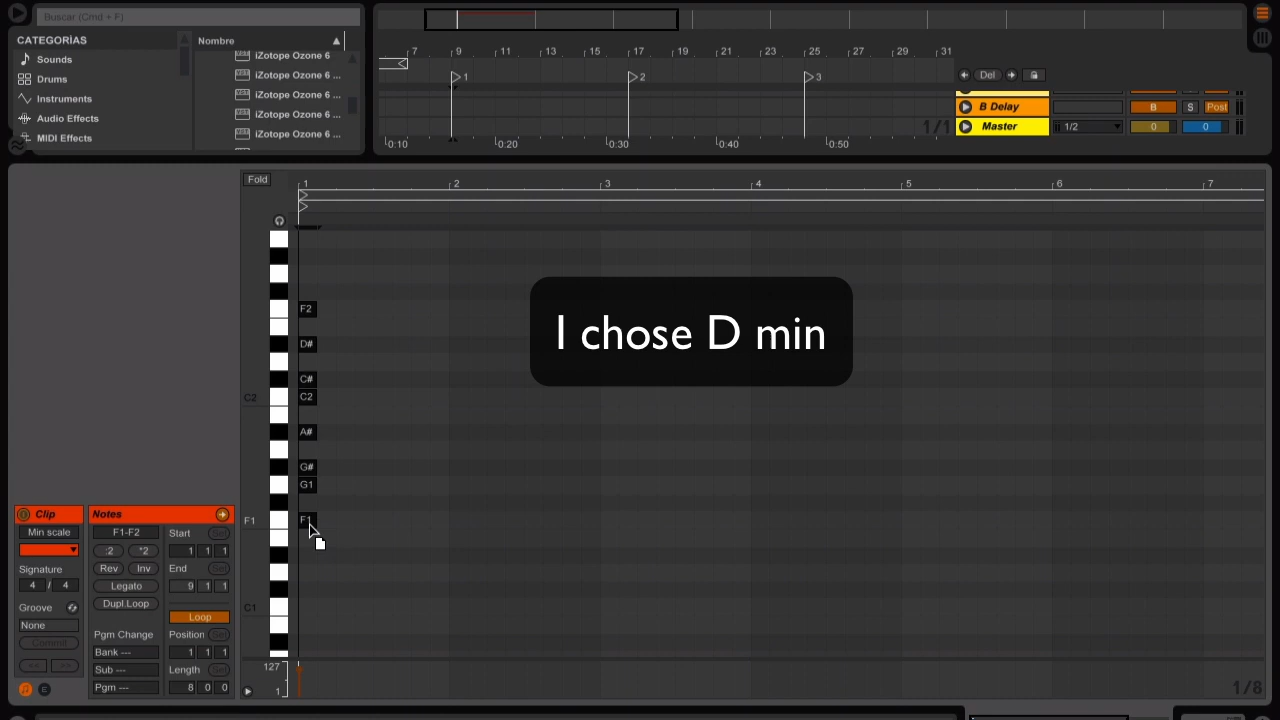 Buscar (Cmd + F)
CATEGORÍAS
Nombre
Sounds
Drums
Instruments
Audio Effects
MIDI Effects
iZotope Ozone 6
iZotope Ozone 6 ...
iZotope Ozone 6 ...
iZotope Ozone 6 ...
iZotope Ozone 6 ...
7 9 11 13 15 17 19 21 23 25 27 29 31
1 2 3
Del
B Delay B S Post
1/1
Master 1/2 0 0
0:10 0:20 0:30 0:40 0:50
Fold
1 2 3 4 5 6 7
F2
D#
C#
C2 C2
A#
G#
G1
F1 F1
C1
I chose D min
Clip
Min scale
Signature
4 / 4
Groove
None
Commit
<< >>
E
Notes
F1-F2
:2 *2
Rev Inv
Legato
Dupl.Loop
Pgm Change
Bank ---
Sub ---
Pgm ---
Start Set
1 1 1
End Set
9 1 1
Loop
Position Set
1 1 1
Length Set
8 0 0
127
1
1/8